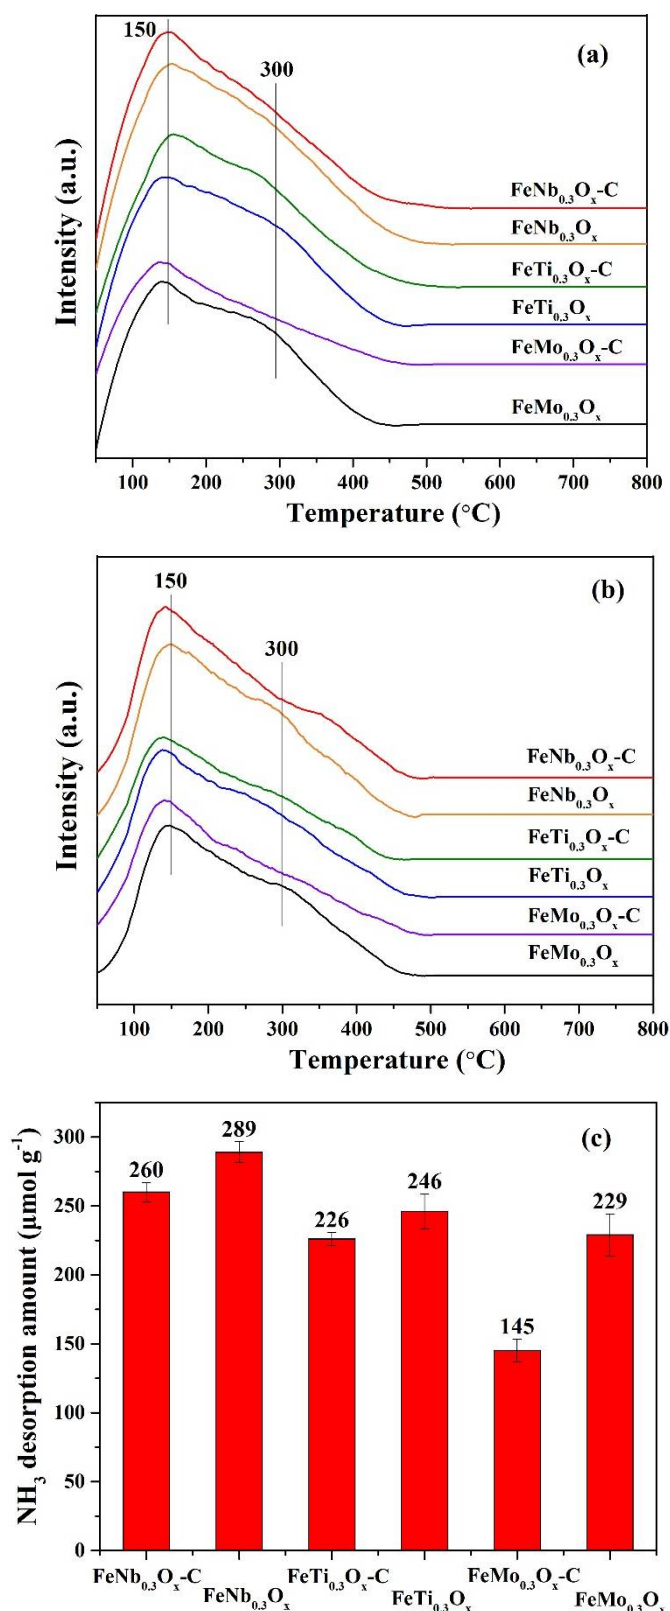 (a)
150
300
Intensity (a.u.)
FeNb₀.₃Oₓ-C
FeNb₀.₃Oₓ
FeTi₀.₃Oₓ-C
FeTi₀.₃Oₓ
FeMo₀.₃Oₓ-C
FeMo₀.₃Oₓ
100 200 300 400 500 600 700 800
Temperature (°C)
(b)
150
300
Intensity (a.u.)
FeNb₀.₃Oₓ-C
FeNb₀.₃Oₓ
FeTi₀.₃Oₓ-C
FeTi₀.₃Oₓ
FeMo₀.₃Oₓ-C
FeMo₀.₃Oₓ
100 200 300 400 500 600 700 800
Temperature (°C)
(c)
NH₃ desorption amount (μmol g⁻¹)
300
250
200
150
100
50
0
260
289
226
246
145
229
FeNb₀.₃Oₓ-C
FeNb₀.₃Oₓ
FeTi₀.₃Oₓ-C
FeTi₀.₃Oₓ
FeMo₀.₃Oₓ-C
FeMo₀.₃Oₓ